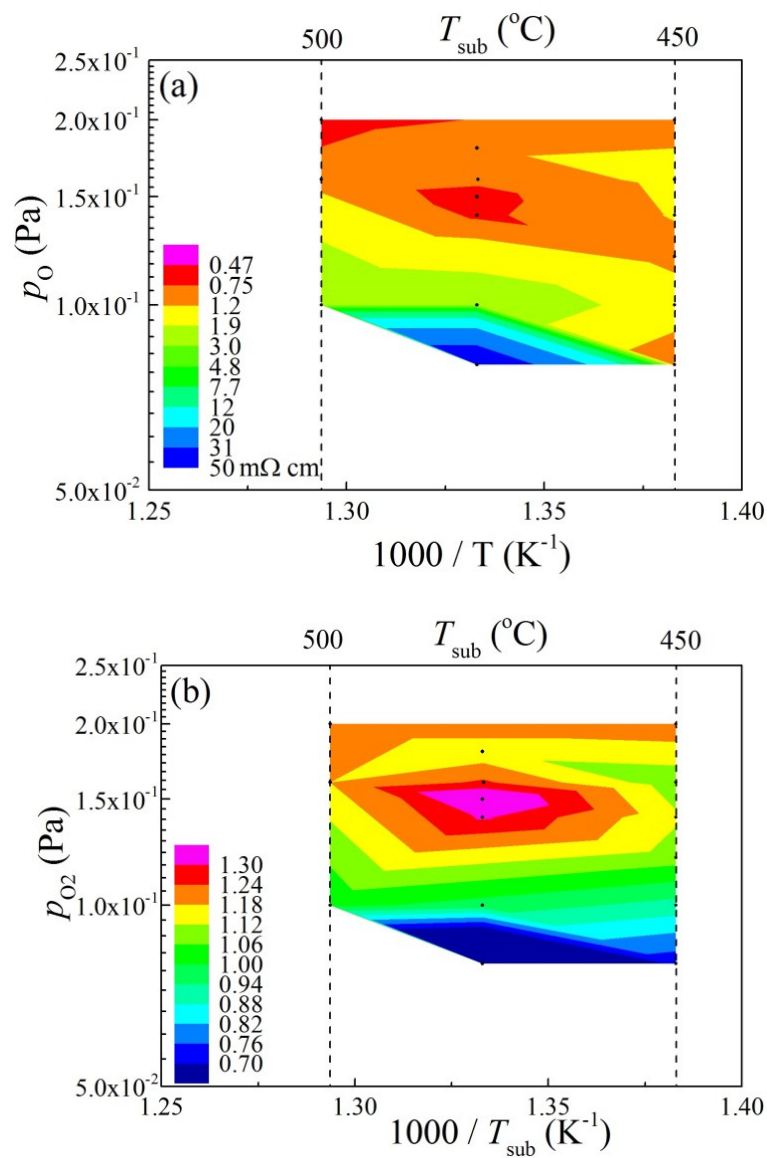 T_sub (°C)
500 450
2.5x10⁻¹
(a)
2.0x10⁻¹
1.5x10⁻¹
p_O (Pa)
0.47
0.75
1.0x10⁻¹
1.2
1.9
3.0
4.8
7.7
12
20
31
50 mΩ cm
5.0x10⁻²
1.25 1.30 1.35 1.40
1000 / T (K⁻¹)
T_sub (°C)
500 450
2.5x10⁻¹
(b)
2.0x10⁻¹
1.5x10⁻¹
p_O2 (Pa)
1.30
1.24
1.0x10⁻¹
1.18
1.12
1.06
1.00
0.94
0.88
0.82
0.76
0.70
5.0x10⁻²
1.25 1.30 1.35 1.40
1000 / T_sub (K⁻¹)